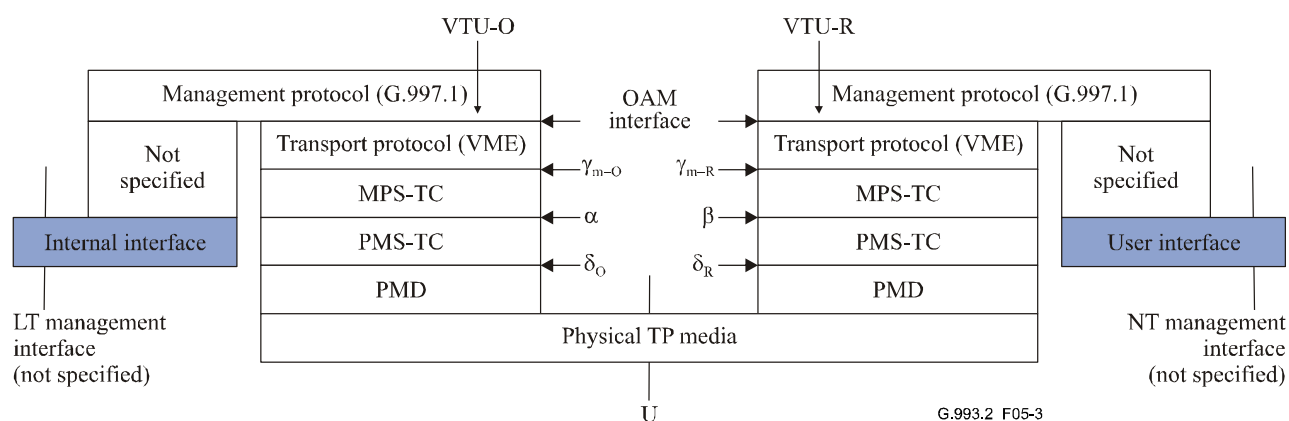 VTU-O
VTU-R
Management protocol (G.997.1)
OAM
interface
Management protocol (G.997.1)
Not
specified
Transport protocol (VME)
Transport protocol (VME)
Not
specified
γm–O
γm–R
MPS-TC
MPS-TC
α
β
Internal interface
PMS-TC
PMS-TC
User interface
δO
δR
PMD
PMD
LT management
interface
(not specified)
Physical TP media
NT management
interface
(not specified)
U
G.993.2_F05-3